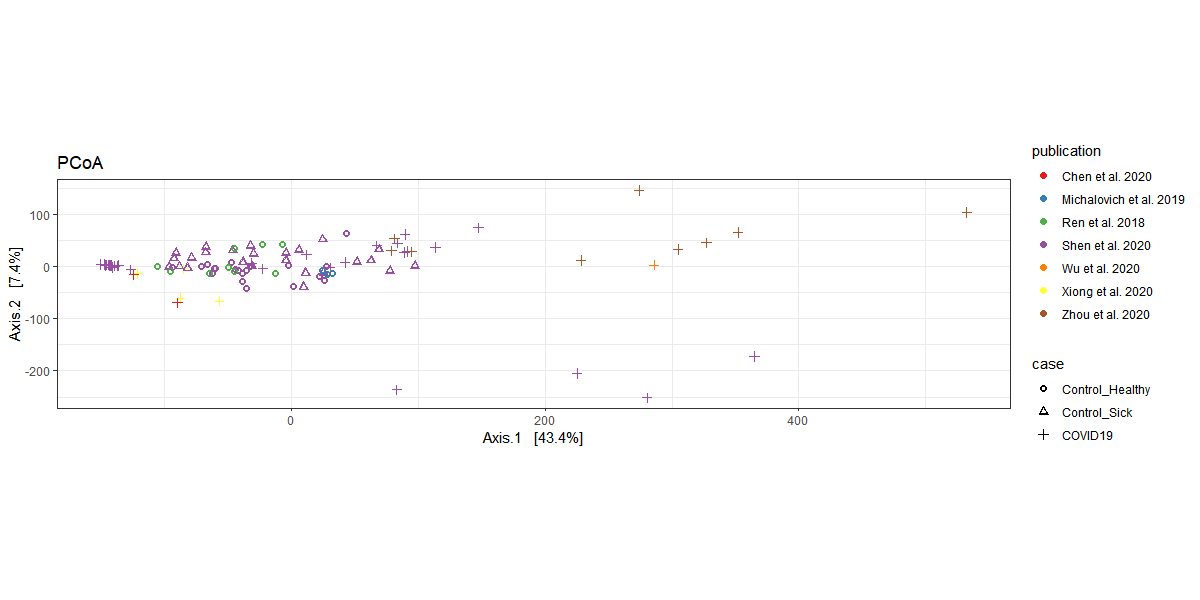 PCoA
100
0
-100
-200
Axis.2 [7.4%]
0
200
400
Axis.1 [43.4%]
publication
Chen et al. 2020
Michalovich et al. 2019
Ren et al. 2018
Shen et al. 2020
Wu et al. 2020
Xiong et al. 2020
Zhou et al. 2020
case
Control_Healthy
Control_Sick
COVID19